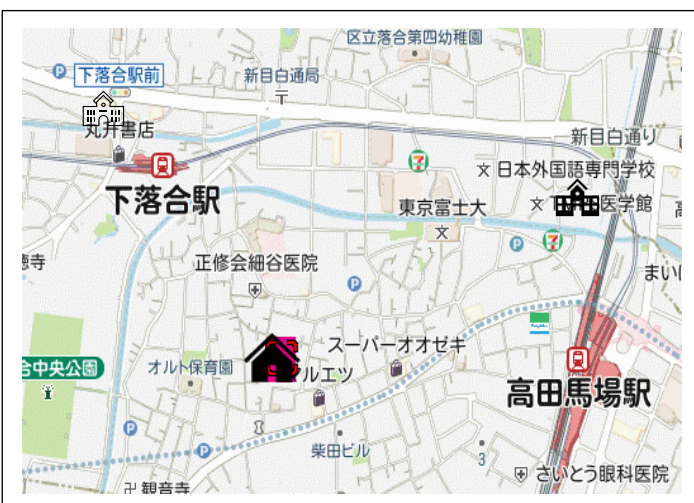 区立落合第四幼稚園
下落合駅前
新目白通局
丸井書店
新目白通り
文 日本外国語専門学校
下落合駅
東京富士大
文
医学館
文
正修会細谷医院
まい
スーパーオオゼキ
合中央公園
オルト保育園
マルエツ
高田馬場駅
柴田ビル
3
観音寺
さいとう眼科医院